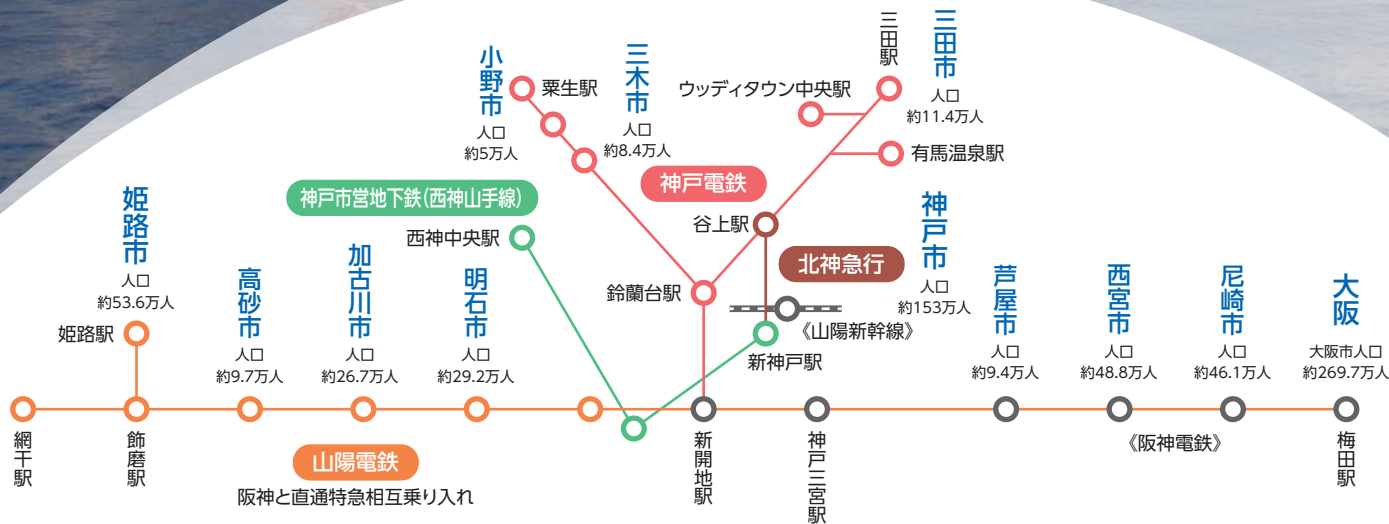 三田駅
三田市
人口
約11.4万人
小野市
人口
約5万人
粟生駅
三木市
人口
約8.4万人
ウッディタウン中央駅
有馬温泉駅
神戸電鉄
神戸市営地下鉄(西神山手線)
西神中央駅
谷上駅
北神急行
神戸市
人口
約153万人
鈴蘭台駅
《山陽新幹線》
新神戸駅
姫路市
人口
約53.6万人
姫路駅
高砂市
人口
約9.7万人
加古川市
人口
約26.7万人
明石市
人口
約29.2万人
芦屋市
人口
約9.4万人
西宮市
人口
約48.8万人
尼崎市
人口
約46.1万人
大阪
大阪市人口
約269.7万人
網干駅
飾磨駅
山陽電鉄
阪神と直通特急相互乗り入れ
新開地駅
神戸三宮駅
《阪神電鉄》
梅田駅